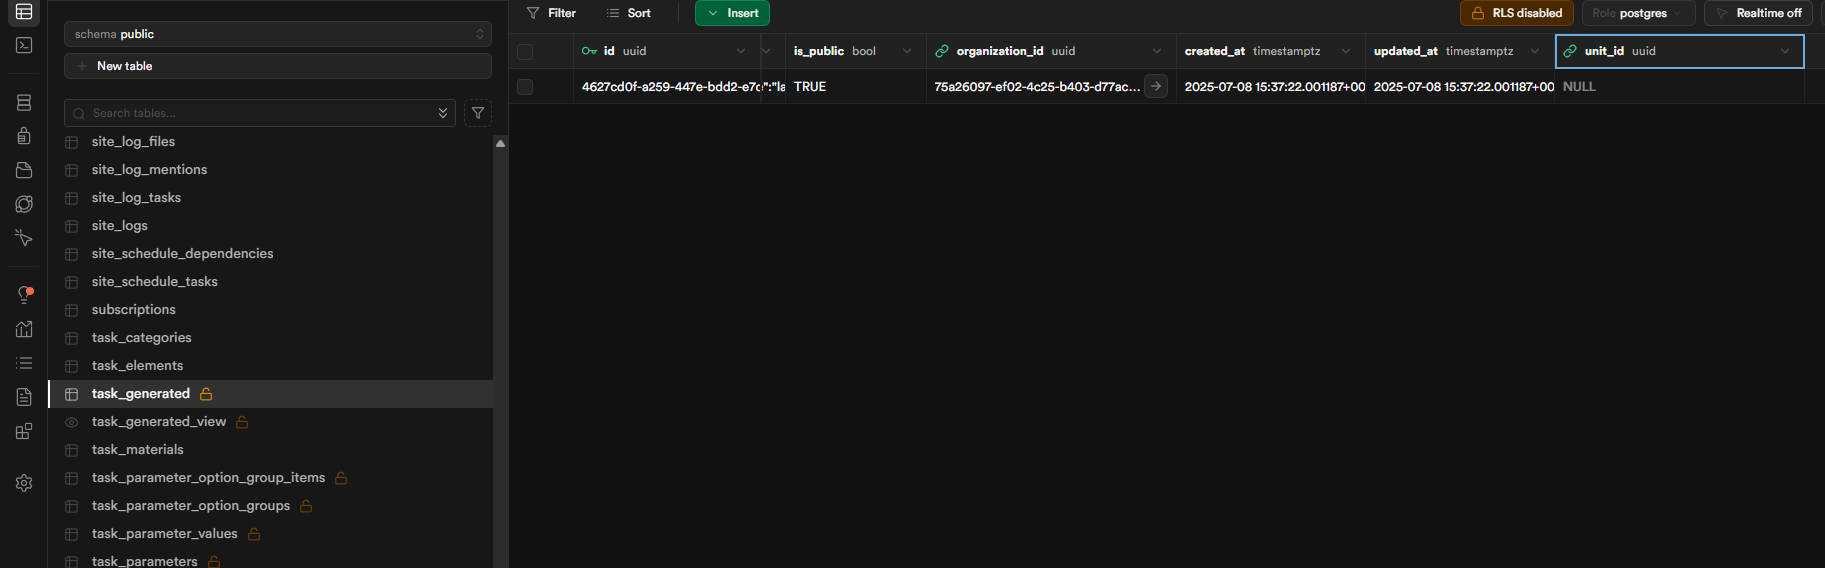 schema public
New table
Search tables...
site_log_files
site_log_mentions
site_log_tasks
site_logs
site_schedule_dependencies
site_schedule_tasks
subscriptions
task_categories
task_elements
task_generated
task_generated_view
task_materials
task_parameter_option_group_items
task_parameter_option_groups
task_parameter_values
task_parameters
Filter Sort Insert RLS disabled Role postgres Realtime off
id uuid is_public bool organization_id uuid created_at timestamptz updated_at timestamptz unit_id uuid
4627cd0f-a259-447e-bdd2-e7c ":"la TRUE 75a26097-ef02-4c25-b403-d77ac... 2025-07-08 15:37:22.001187+00 2025-07-08 15:37:22.001187+00 NULL